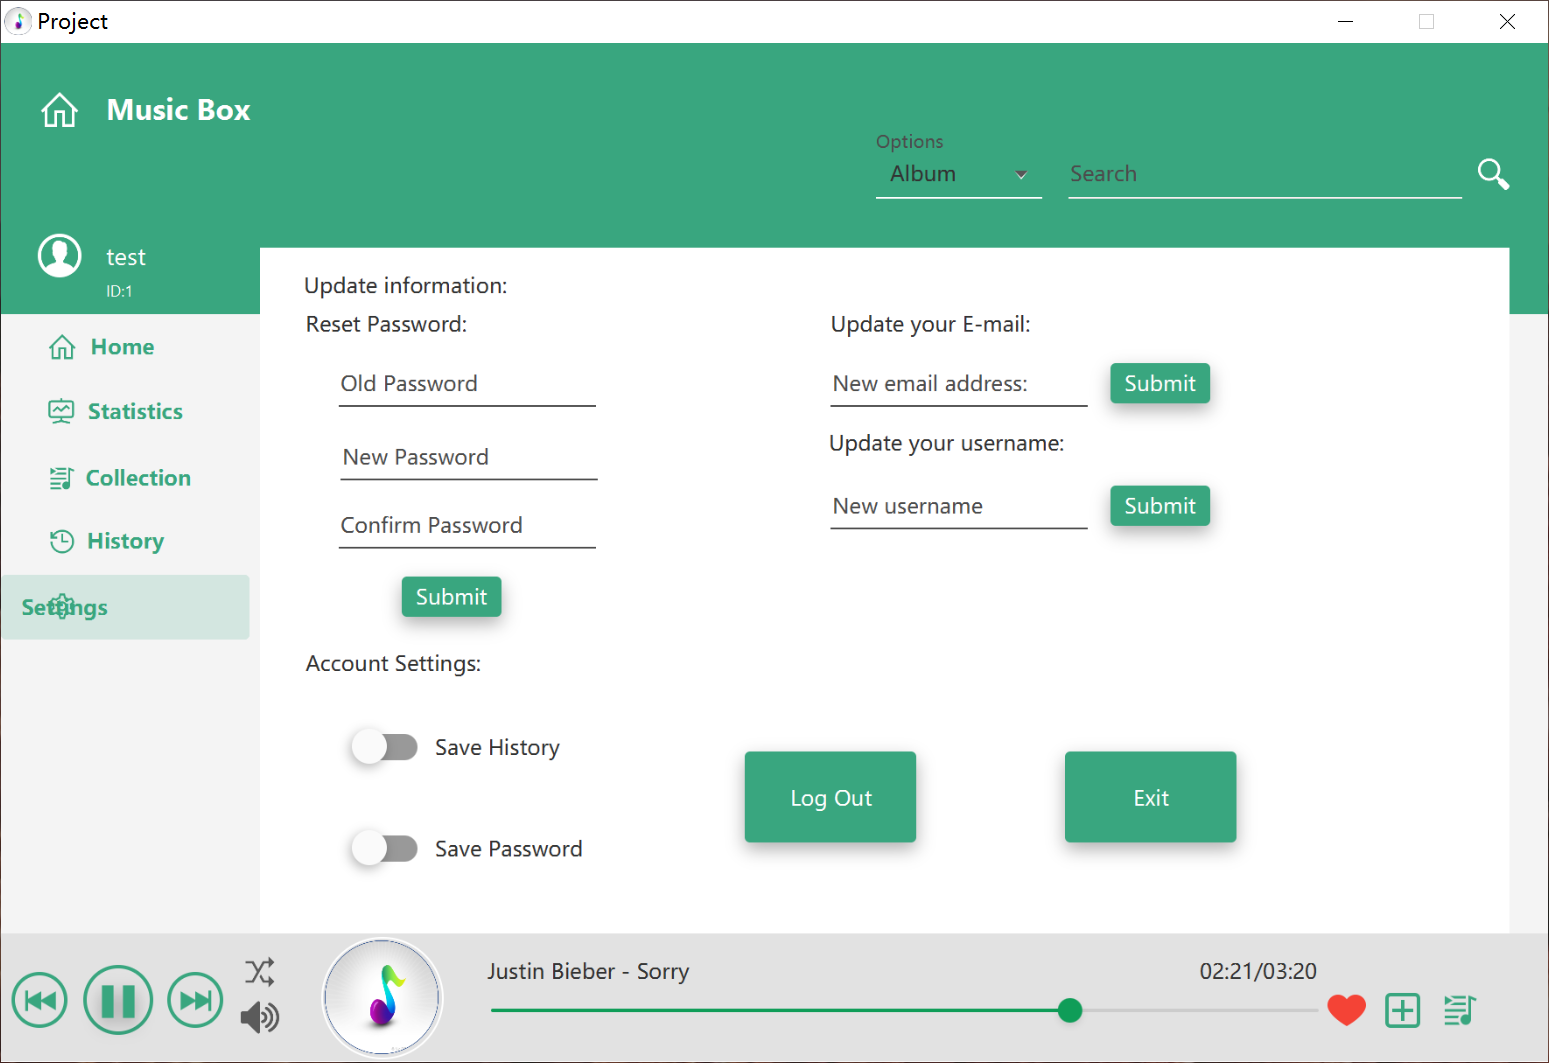 Project
Music Box
Options
Album
Search
test
ID:1
Home
Statistics
Collection
History
Settings
Update information:
Reset Password:
Old Password
New Password
Confirm Password
Submit
Update your E-mail:
New email address:
Submit
Update your username:
New username
Submit
Account Settings:
Save History
Save Password
Log Out
Exit
Justin Bieber - Sorry
02:21/03:20